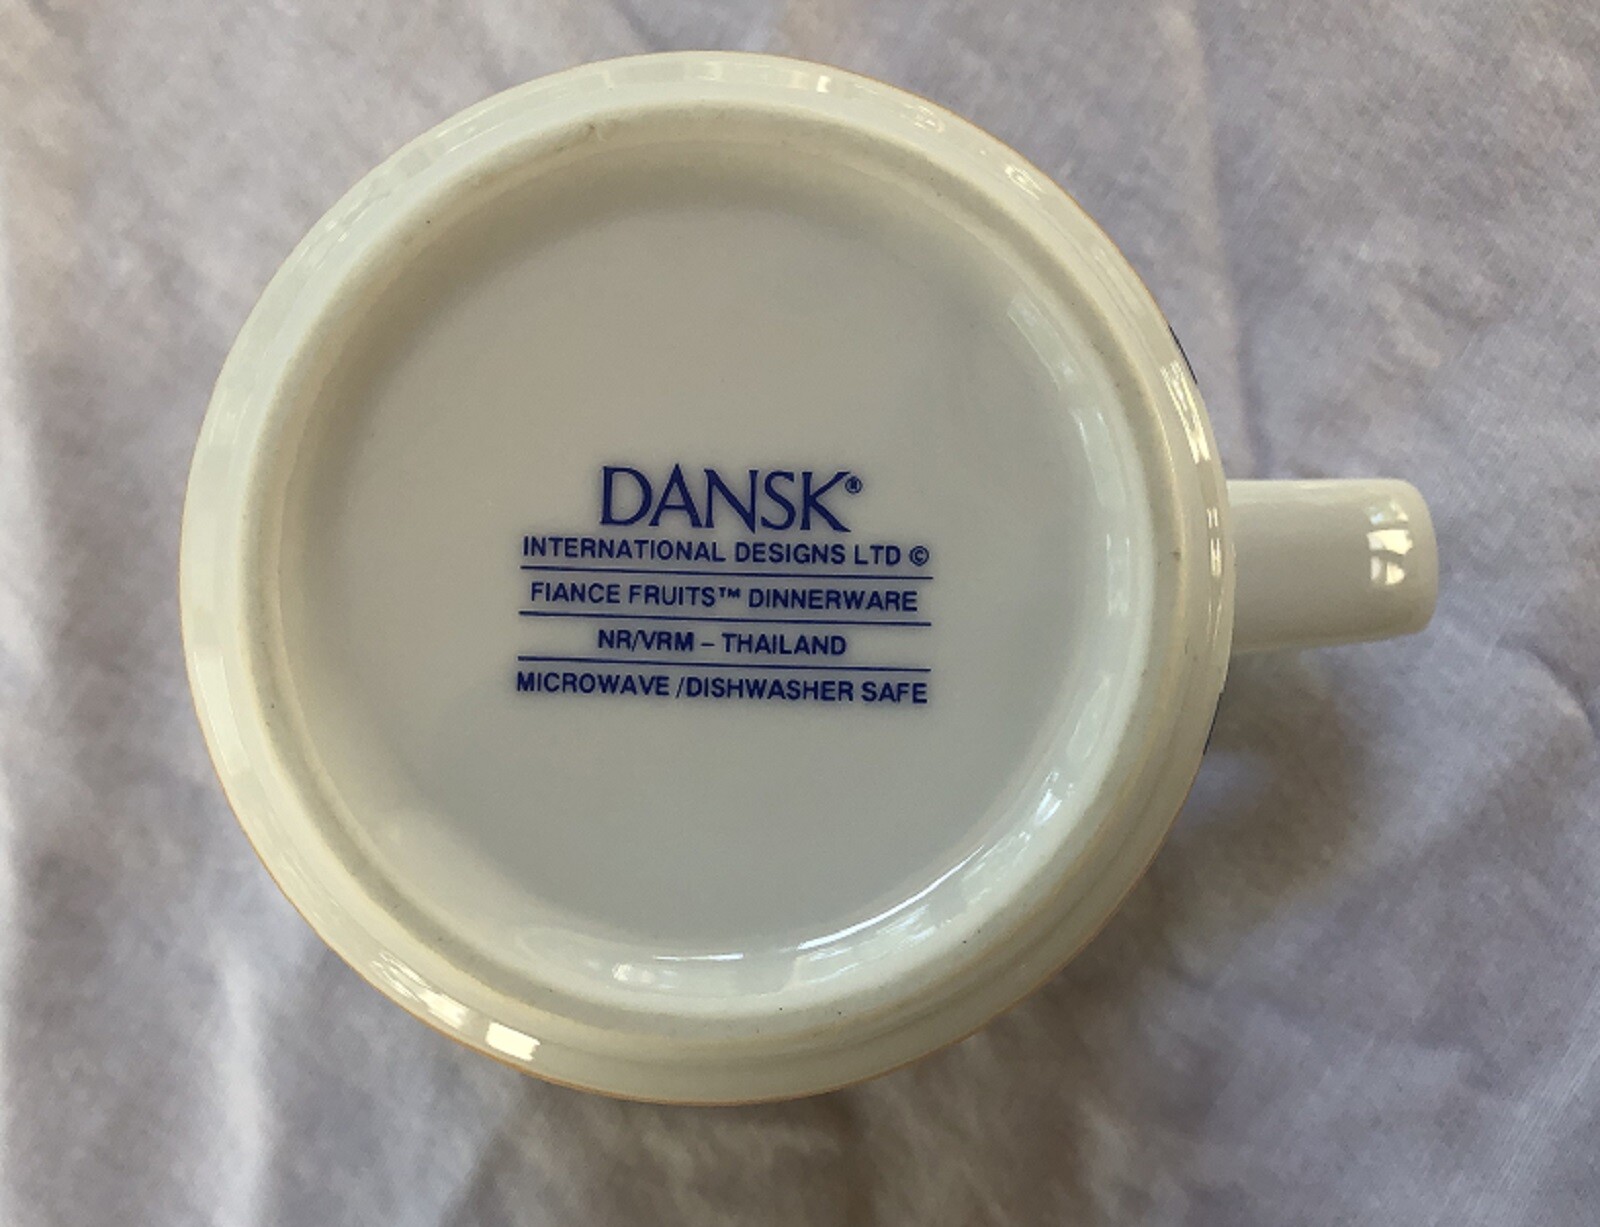 DANSK®
INTERNATIONAL DESIGNS LTD ©
FIANCE FRUITS™ DINNERWARE
NR/VRM – THAILAND
MICROWAVE /DISHWASHER SAFE